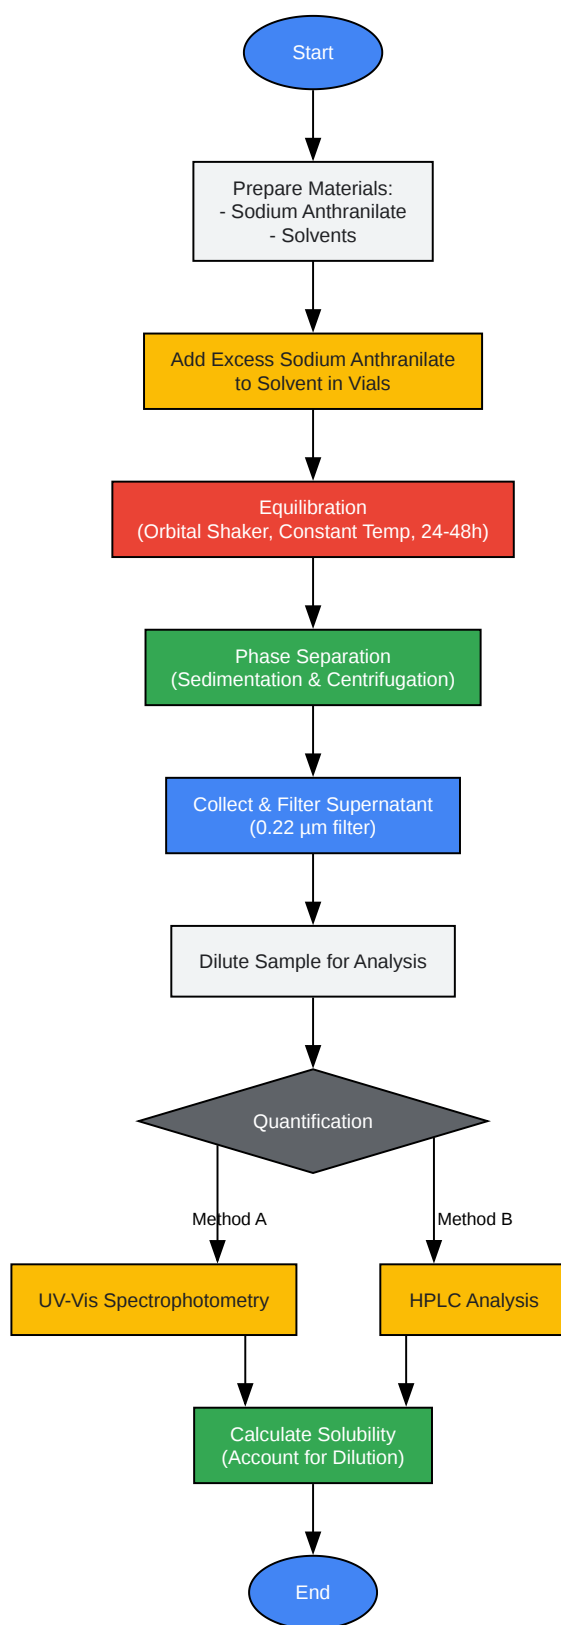 Start
Prepare Materials:
- Sodium Anthranilate
- Solvents
Add Excess Sodium Anthranilate
to Solvent in Vials
Equilibration
(Orbital Shaker, Constant Temp, 24-48h)
Phase Separation
(Sedimentation & Centrifugation)
Collect & Filter Supernatant
(0.22 µm filter)
Dilute Sample for Analysis
Quantification
Method A
Method B
UV-Vis Spectrophotometry
HPLC Analysis
Calculate Solubility
(Account for Dilution)
End